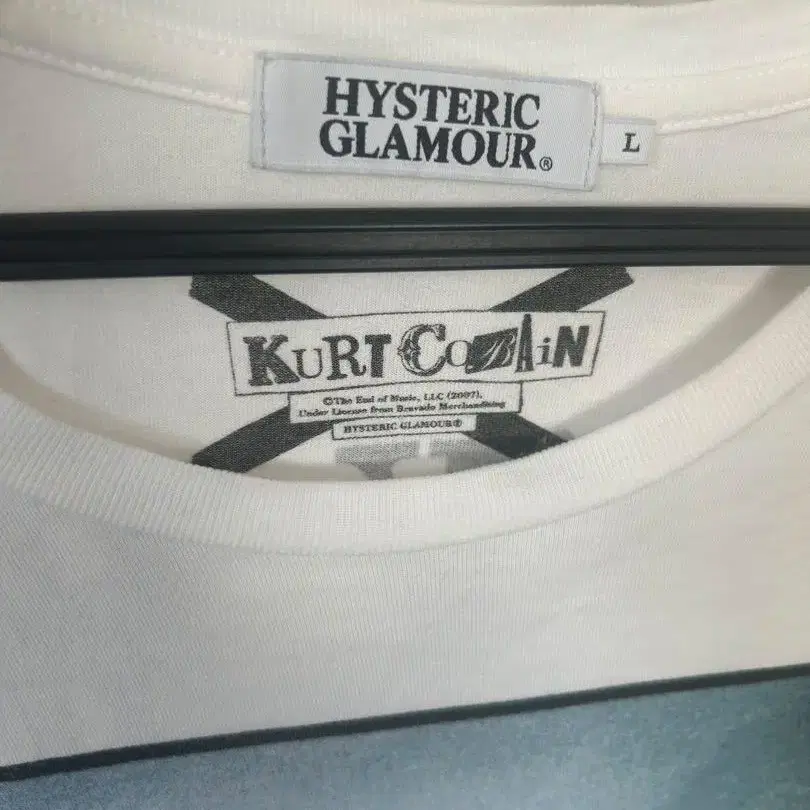 HYSTERIC
GLAMOUR®
L
KURT COBAIN
©The End of Music, LLC (2007),
Under License from Bravado Merchandising
HYSTERIC GLAMOUR®